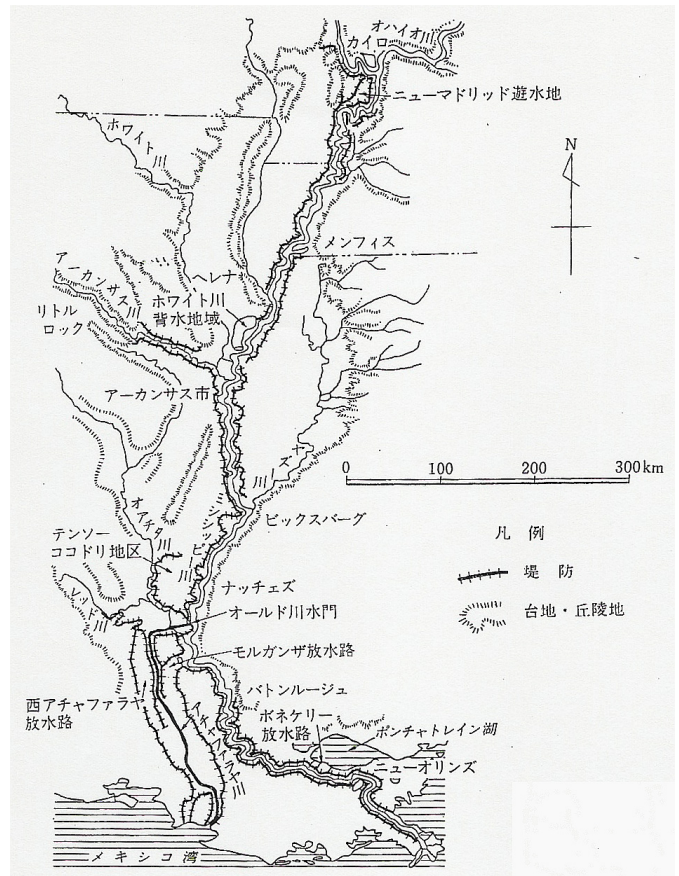 オハイオ川
カイロ
ニューマドリッド遊水地
ホワイト川
N
メンフィス
アーカンサス川
ヘレナ
ホワイト川
背水地域
リトル
ロック
アーカンサス市
ヤズー川
0 100 200 300km
オアチタ川
ミシシッピー川
ビックスバーグ
凡例
テンソー
ココドリ地区
堤防
ナッチェズ
レッド川
オールド川水門
台地・丘陵地
モルガンザ放水路
バトンルージュ
西アチャファラヤ
放水路
アチャファラヤ川
ボネケリー
放水路
ポンチャトレイン湖
ニューオリンズ
メキシコ湾